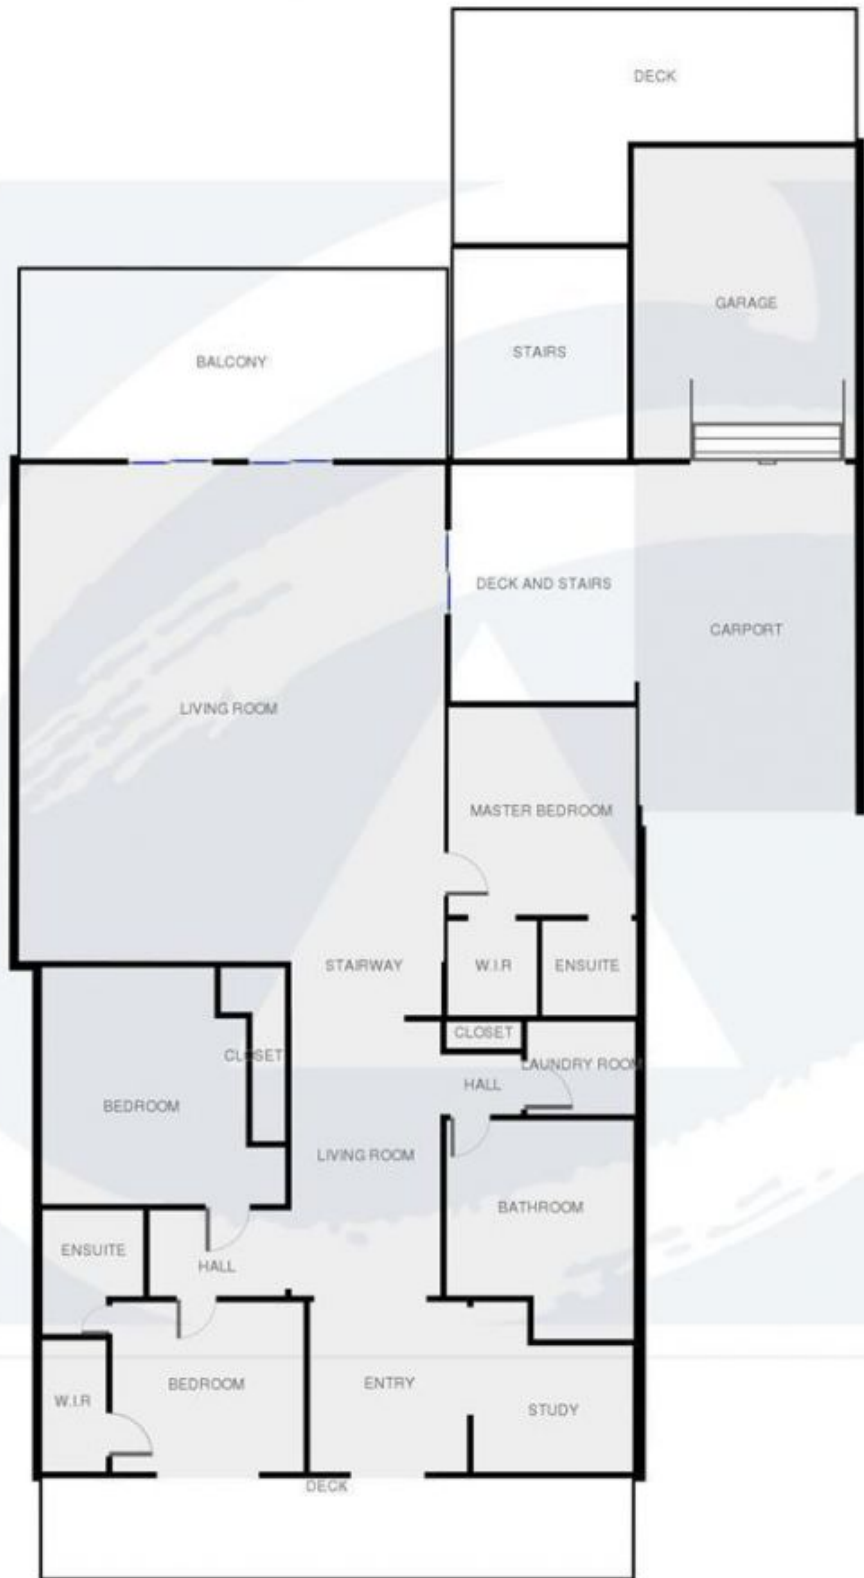 DECK
GARAGE
STAIRS
BALCONY
DECK AND STAIRS
CARPORT
LIVING ROOM
MASTER BEDROOM
STAIRWAY
W.I.R
ENSUITE
CLOSET
CLOSET
LAUNDRY ROOM
HALL
BEDROOM
LIVING ROOM
BATHROOM
ENSUITE
HALL
BEDROOM
ENTRY
W.I.R
STUDY
DECK